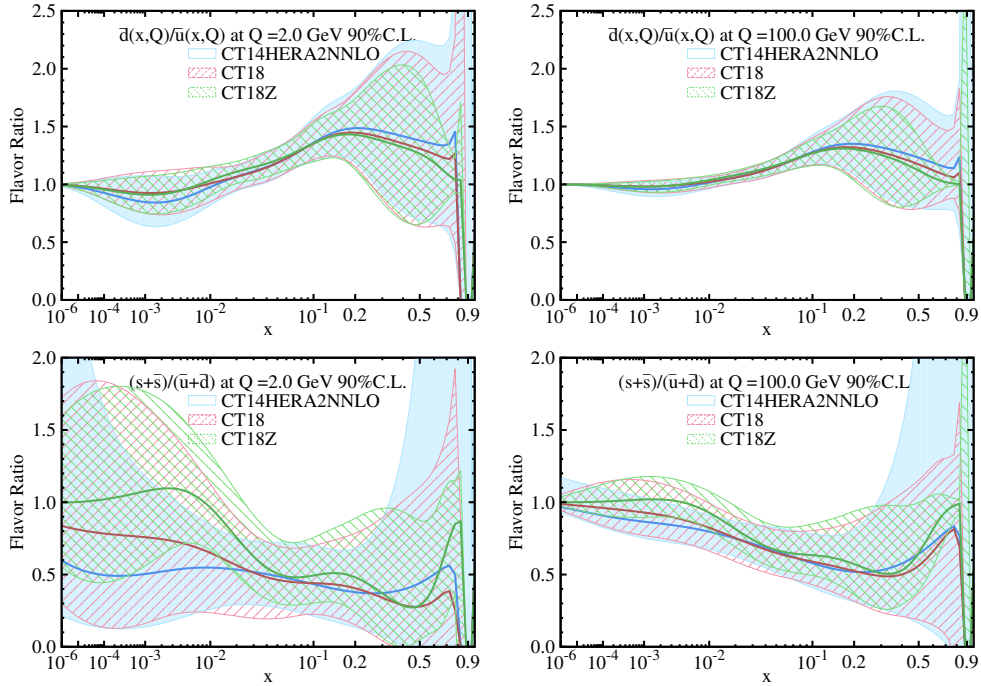 d̄(x,Q)/ū(x,Q) at Q =2.0 GeV 90%C.L.
CT14HERA2NNLO
CT18
CT18Z
Flavor Ratio
2.5
2.0
1.5
1.0
0.5
0.0
10^-6 10^-4 10^-3 10^-2 10^-1 0.2 0.5 0.9
x
d̄(x,Q)/ū(x,Q) at Q =100.0 GeV 90%C.L.
CT14HERA2NNLO
CT18
CT18Z
Flavor Ratio
2.5
2.0
1.5
1.0
0.5
0.0
10^-6 10^-4 10^-3 10^-2 10^-1 0.2 0.5 0.9
x
(s+s̄)/(ū+d̄) at Q =2.0 GeV 90%C.L.
CT14HERA2NNLO
CT18
CT18Z
Flavor Ratio
2.0
1.5
1.0
0.5
0.0
10^-6 10^-4 10^-3 10^-2 10^-1 0.2 0.5 0.9
x
(s+s̄)/(ū+d̄) at Q =100.0 GeV 90%C.L
CT14HERA2NNLO
CT18
CT18Z
Flavor Ratio
2.0
1.5
1.0
0.5
0.0
10^-6 10^-4 10^-3 10^-2 10^-1 0.2 0.5 0.9
x